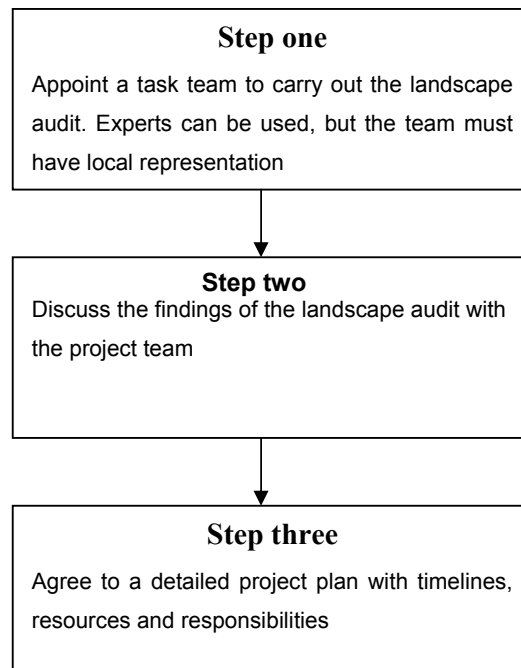 Step one
Appoint a task team to carry out the landscape
audit. Experts can be used, but the team must
have local representation
Step two
Discuss the findings of the landscape audit with
the project team
Step three
Agree to a detailed project plan with timelines,
resources and responsibilities